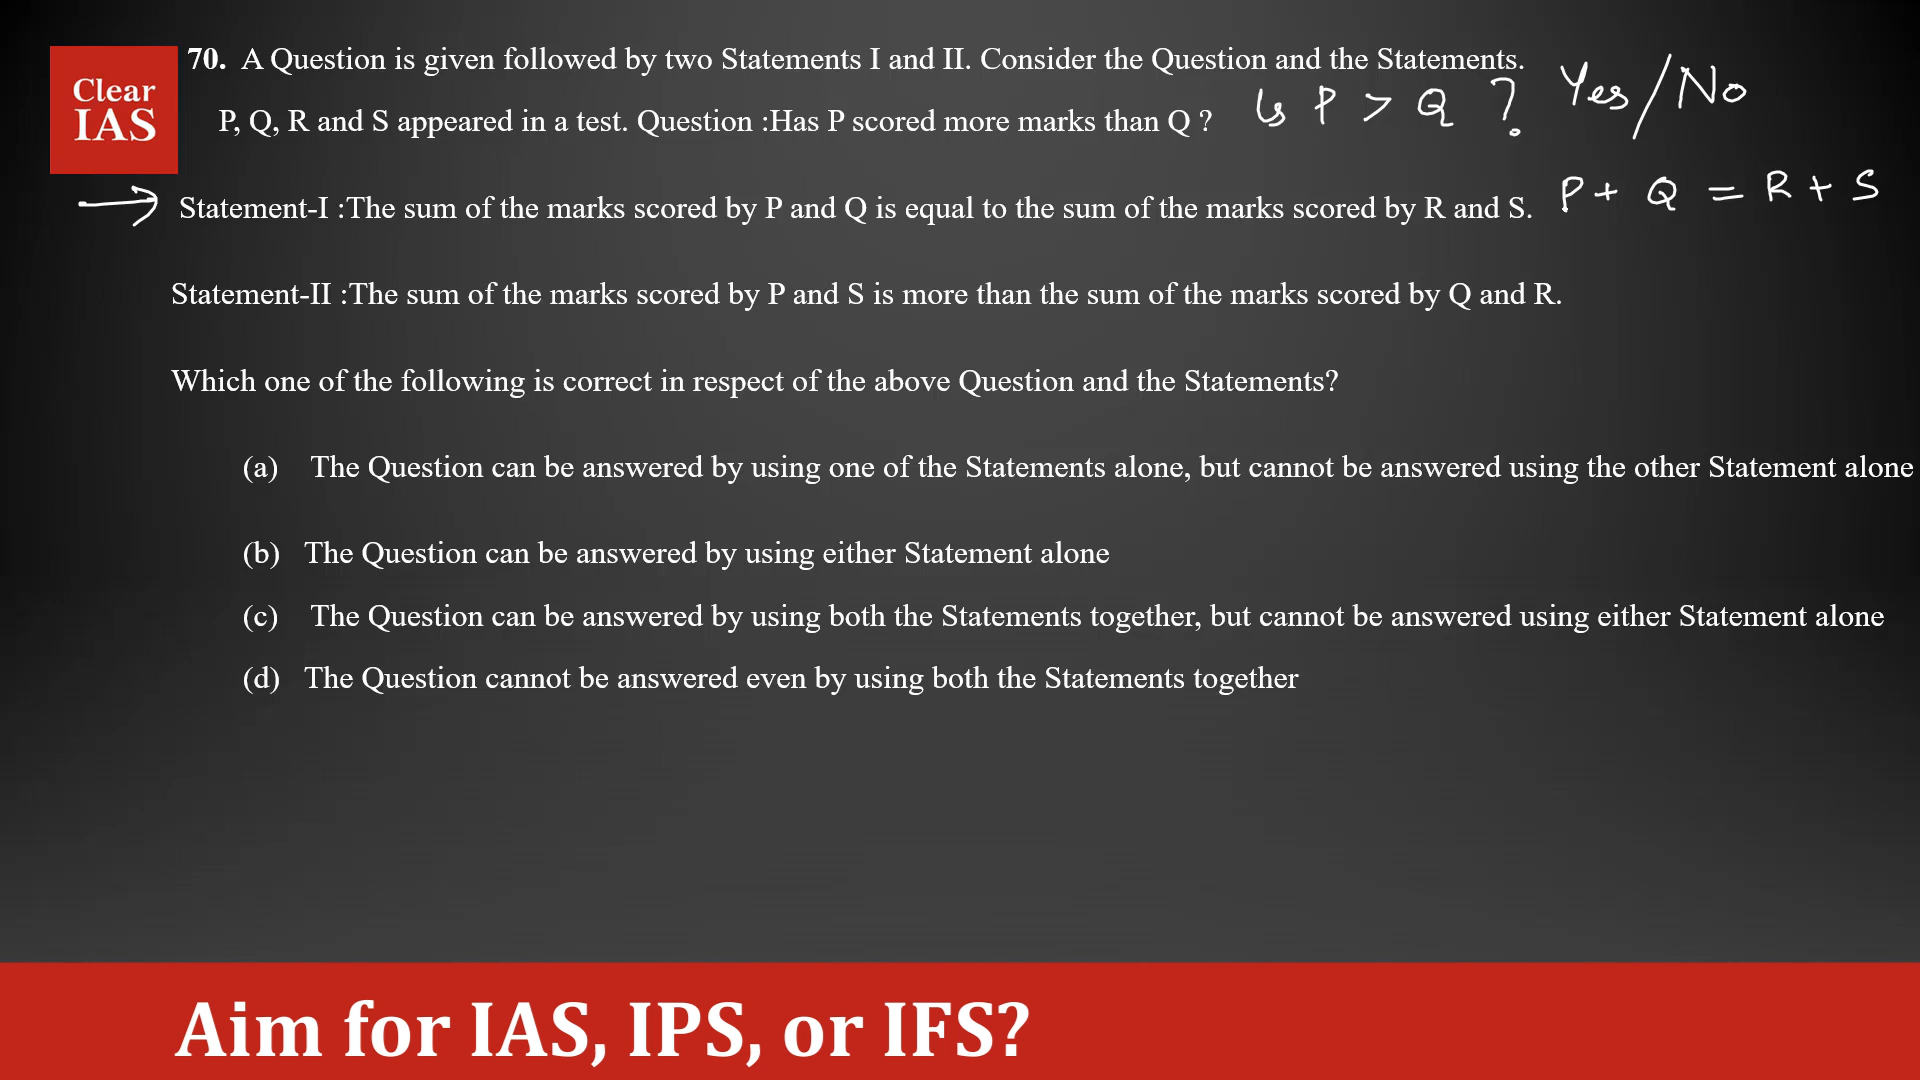 Clear
IAS
70. A Question is given followed by two Statements I and II. Consider the Question and the Statements.
P, Q, R and S appeared in a test. Question :Has P scored more marks than Q ?
Is P > Q ? Yes/No
Statement-I :The sum of the marks scored by P and Q is equal to the sum of the marks scored by R and S.
P + Q = R + S
Statement-II :The sum of the marks scored by P and S is more than the sum of the marks scored by Q and R.
Which one of the following is correct in respect of the above Question and the Statements?
(a) The Question can be answered by using one of the Statements alone, but cannot be answered using the other Statement alone
(b) The Question can be answered by using either Statement alone
(c) The Question can be answered by using both the Statements together, but cannot be answered using either Statement alone
(d) The Question cannot be answered even by using both the Statements together
Aim for IAS, IPS, or IFS?